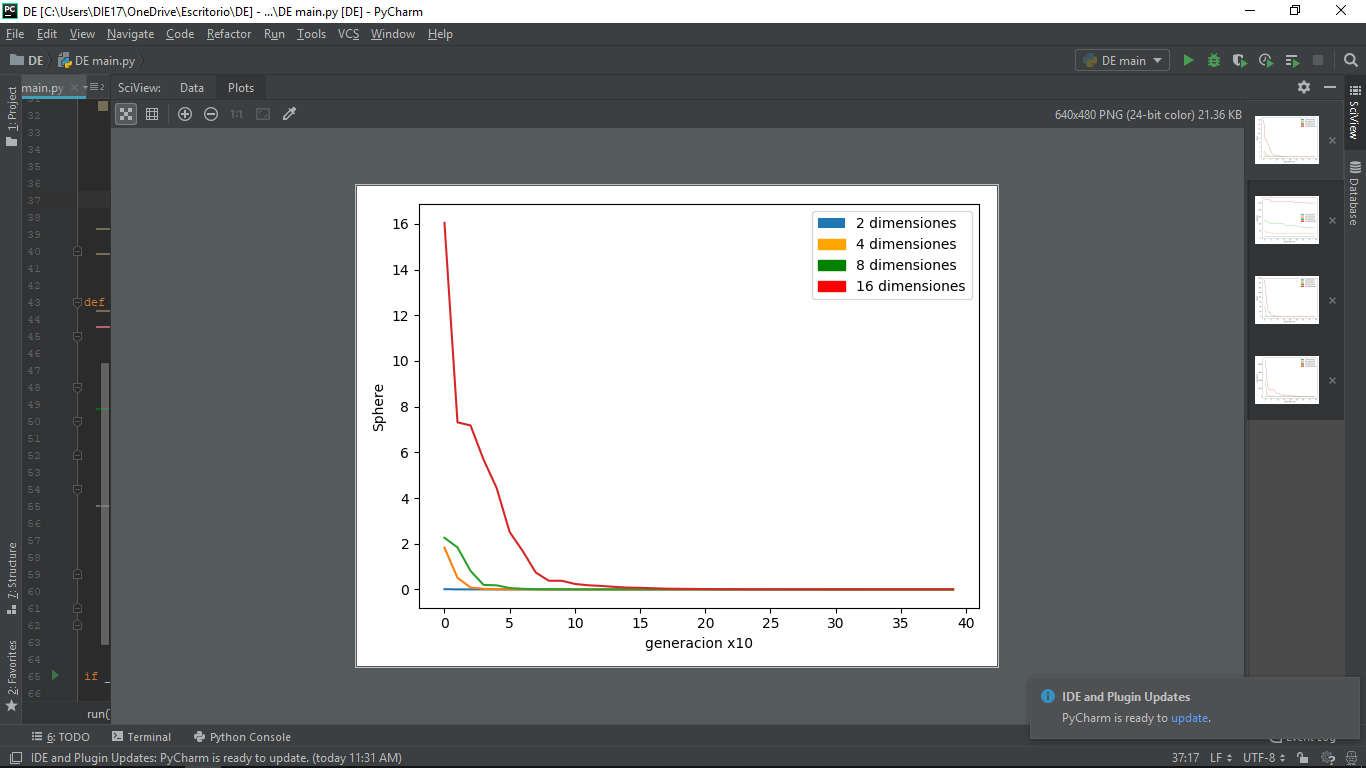 DE [C:\Users\DIE17\OneDrive\Escritorio\DE] - ...\DE main.py [DE] - PyCharm
File Edit View Navigate Code Refactor Run Tools VCS Window Help
DE DE main.py DE main
main.py 2 SciView: Data Plots
1:1 640x480 PNG (24-bit color) 21.36 KB
1: Project
7: Structure
2: Favorites
31
32
33
34
35
36
37
38
39
40
41
42
43 def
44
45
46
47
48
49
50
51
52
53
54
55
56
57
58
59
60
61
62
63
64
65 if _
66
run(
2 dimensiones
4 dimensiones
8 dimensiones
16 dimensiones
16
14
12
10
8
6
4
2
0
Sphere
0 5 10 15 20 25 30 35 40
generacion x10
SciView
Database
IDE and Plugin Updates
PyCharm is ready to update.
6: TODO Terminal Python Console Event Log
IDE and Plugin Updates: PyCharm is ready to update. (today 11:31 AM) 37:17 LF UTF-8